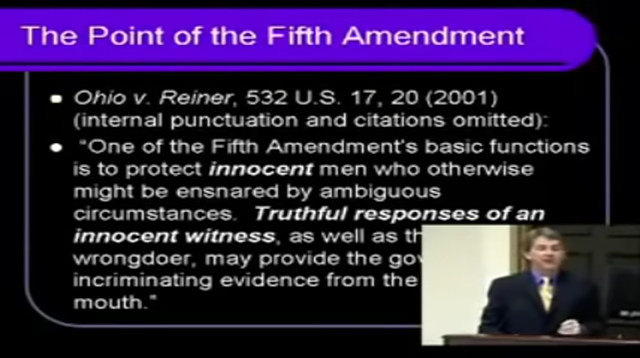 The Point of the Fifth Amendment
Ohio v. Reiner, 532 U.S. 17, 20 (2001)
(internal punctuation and citations omitted):
"One of the Fifth Amendment's basic functions
is to protect innocent men who otherwise
might be ensnared by ambiguous
circumstances. Truthful responses of an
innocent witness, as well as
wrongdoer, may provide the
incriminating evidence from the
mouth."